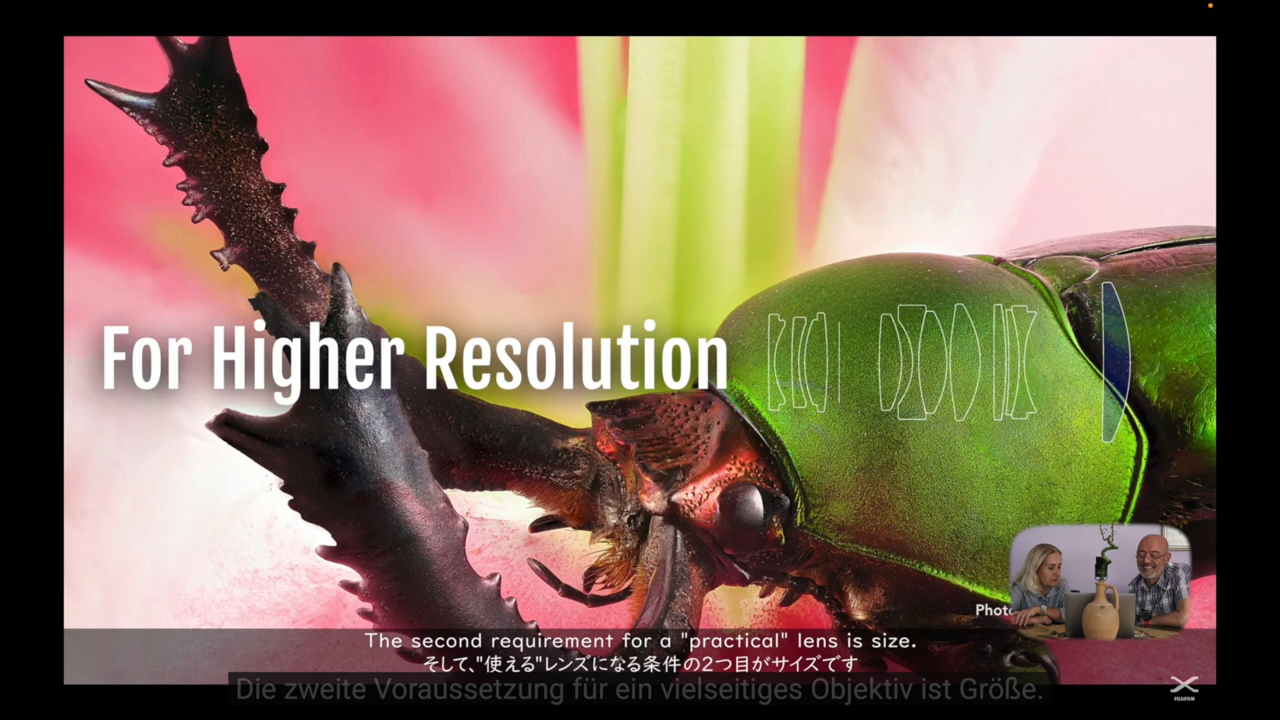 For Higher Resolution
Photo
The second requirement for a "practical" lens is size.
そして、"使える"レンズになる条件の2つ目がサイズです
Die zweite Voraussetzung für ein vielseitiges Objektiv ist Größe.
FUJIFILM